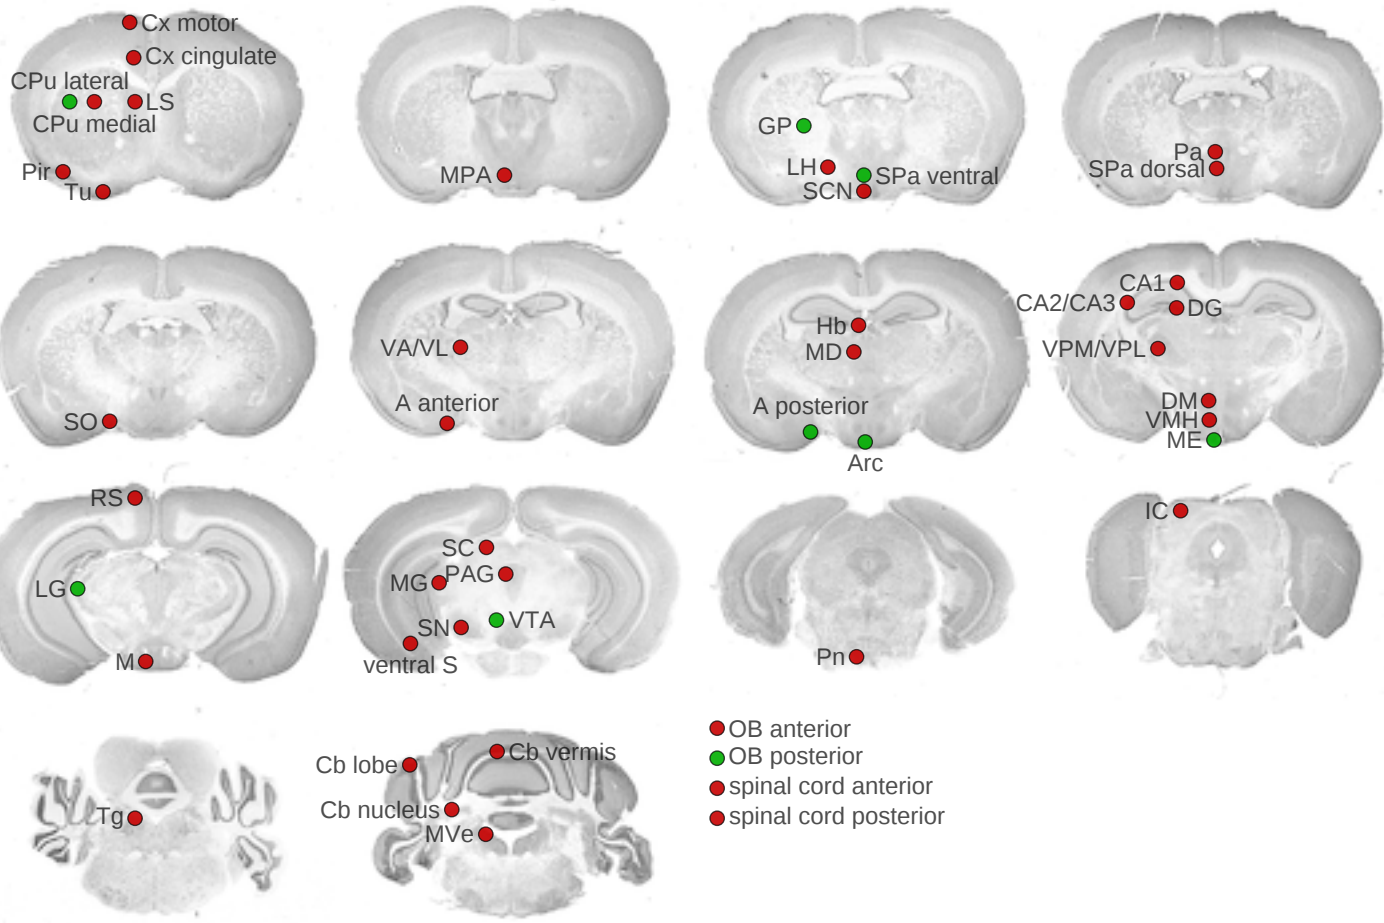 Cx motor
Cx cingulate
CPu lateral
LS
CPu medial
Pir
Tu
MPA
GP
LH
SPa ventral
SCN
Pa
SPa dorsal
SO
VA/VL
A anterior
Hb
MD
A posterior
Arc
CA1
CA2/CA3
DG
VPM/VPL
DM
VMH
ME
RS
LG
M
SC
MG
PAG
SN
VTA
ventral S
Pn
IC
Tg
Cb vermis
Cb lobe
Cb nucleus
MVe
OB anterior
OB posterior
spinal cord anterior
spinal cord posterior